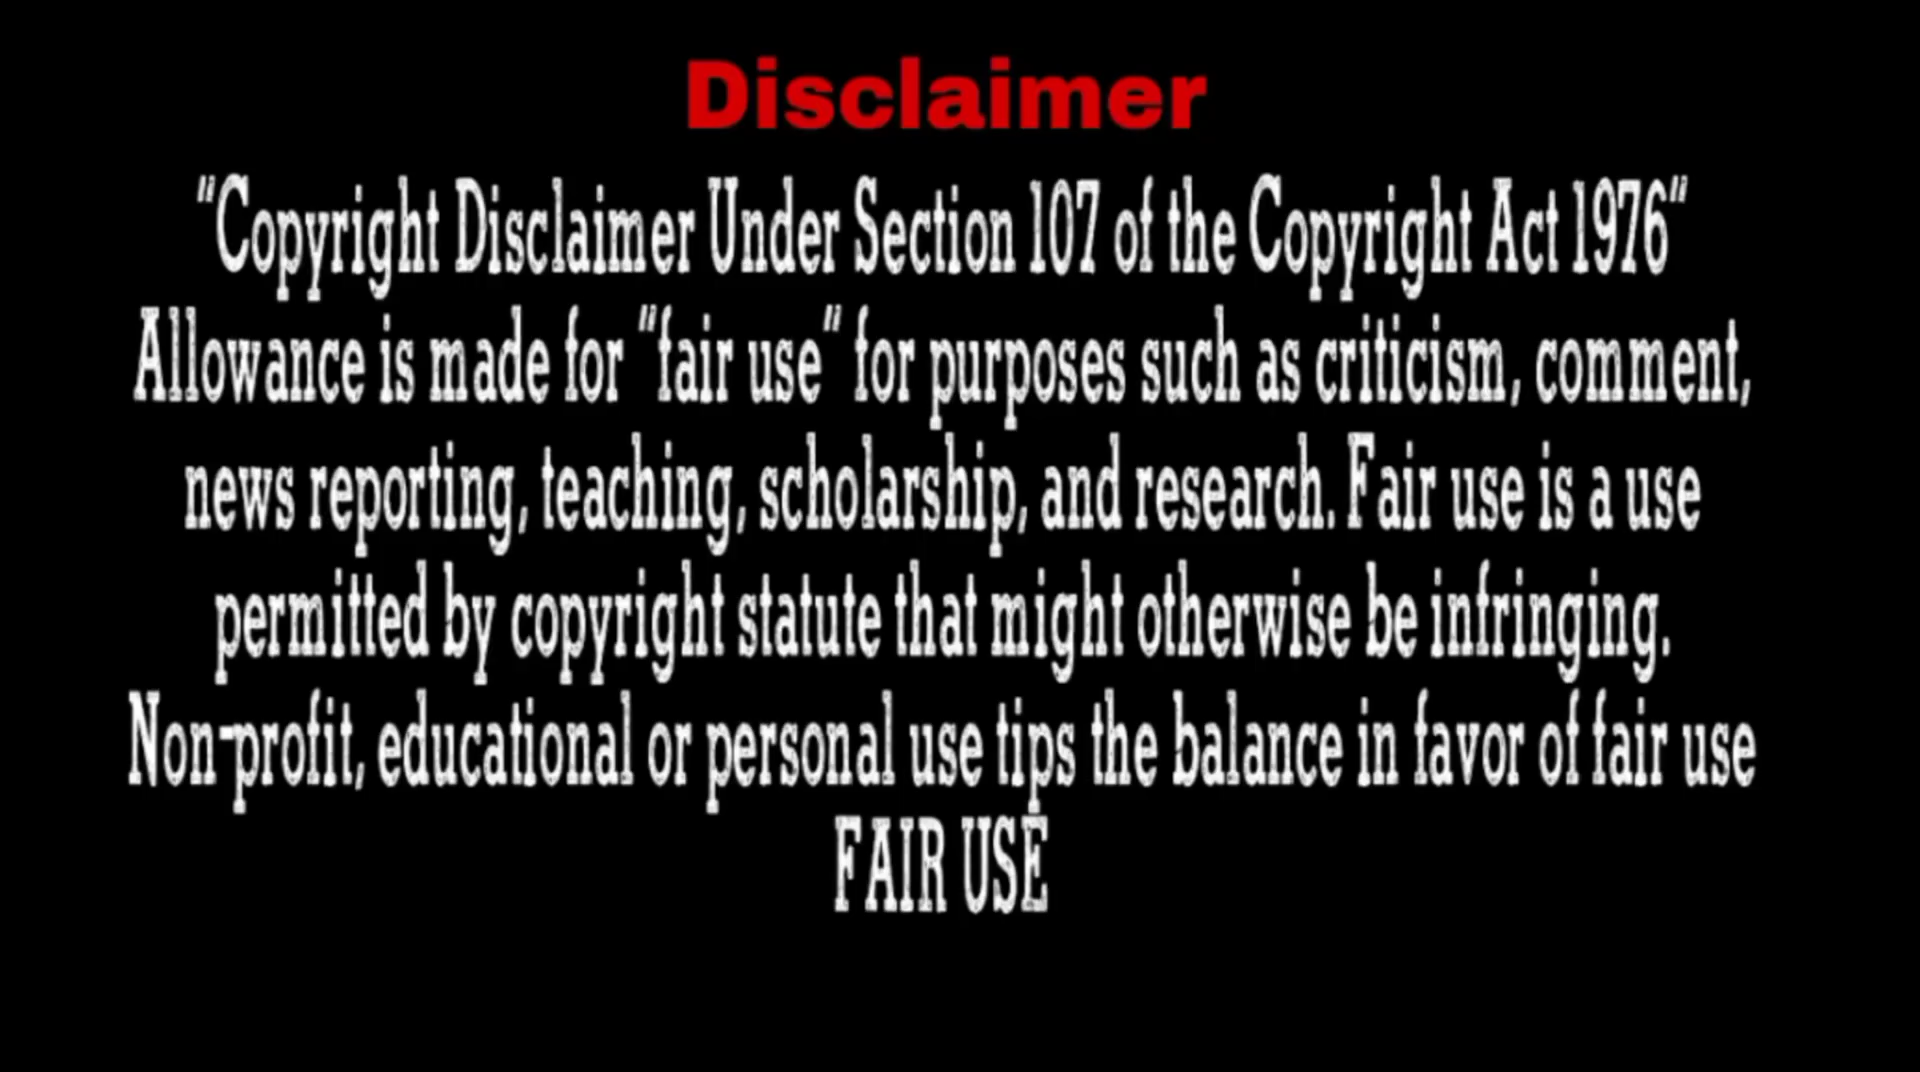 Disclaimer
"Copyright Disclaimer Under Section 107 of the Copyright Act 1976"
Allowance is made for "fair use" for purposes such as criticism, comment,
news reporting, teaching, scholarship, and research. Fair use is a use
permitted by copyright statute that might otherwise be infringing.
Non-profit, educational or personal use tips the balance in favor of fair use
FAIR USE